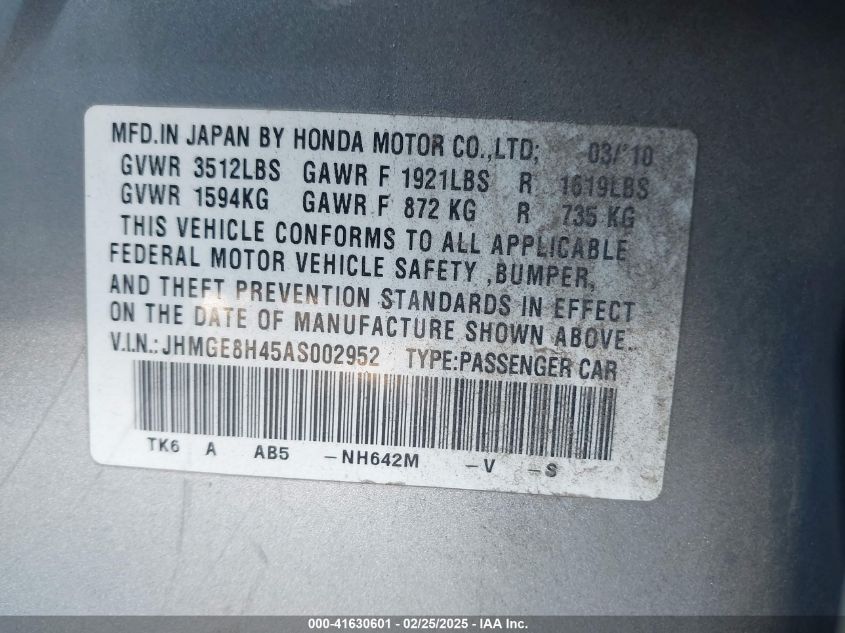 MFD.IN JAPAN BY HONDA MOTOR CO.,LTD; 03/'10
GVWR 3512LBS GAWR F 1921LBS R 1619LBS
GVWR 1594KG GAWR F 872 KG R 735 KG
THIS VEHICLE CONFORMS TO ALL APPLICABLE
FEDERAL MOTOR VEHICLE SAFETY ,BUMPER,
AND THEFT PREVENTION STANDARDS IN EFFECT
ON THE DATE OF MANUFACTURE SHOWN ABOVE.
V.I.N.: JHMGE8H45AS002952 TYPE:PASSENGER CAR
TK6 A AB5 -NH642M -V -S
000-41630601 - 02/25/2025 - IAA Inc.